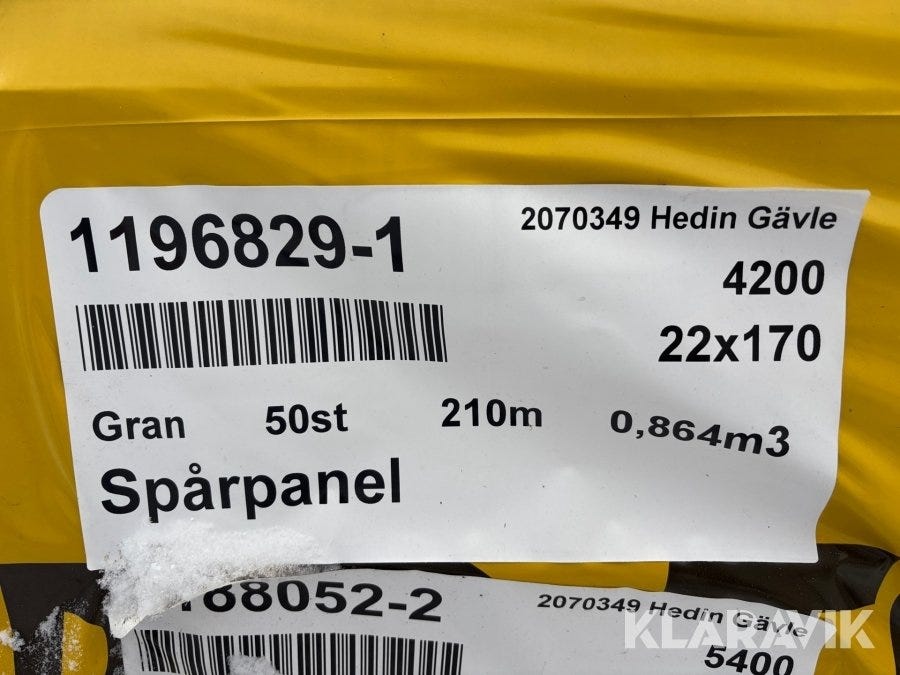 1196829-1
2070349 Hedin Gävle
4200
22x170
Gran 50st 210m 0,864m3
Spårpanel
188052-2
2070349 Hedin Gävle
5400
KLARAVIK